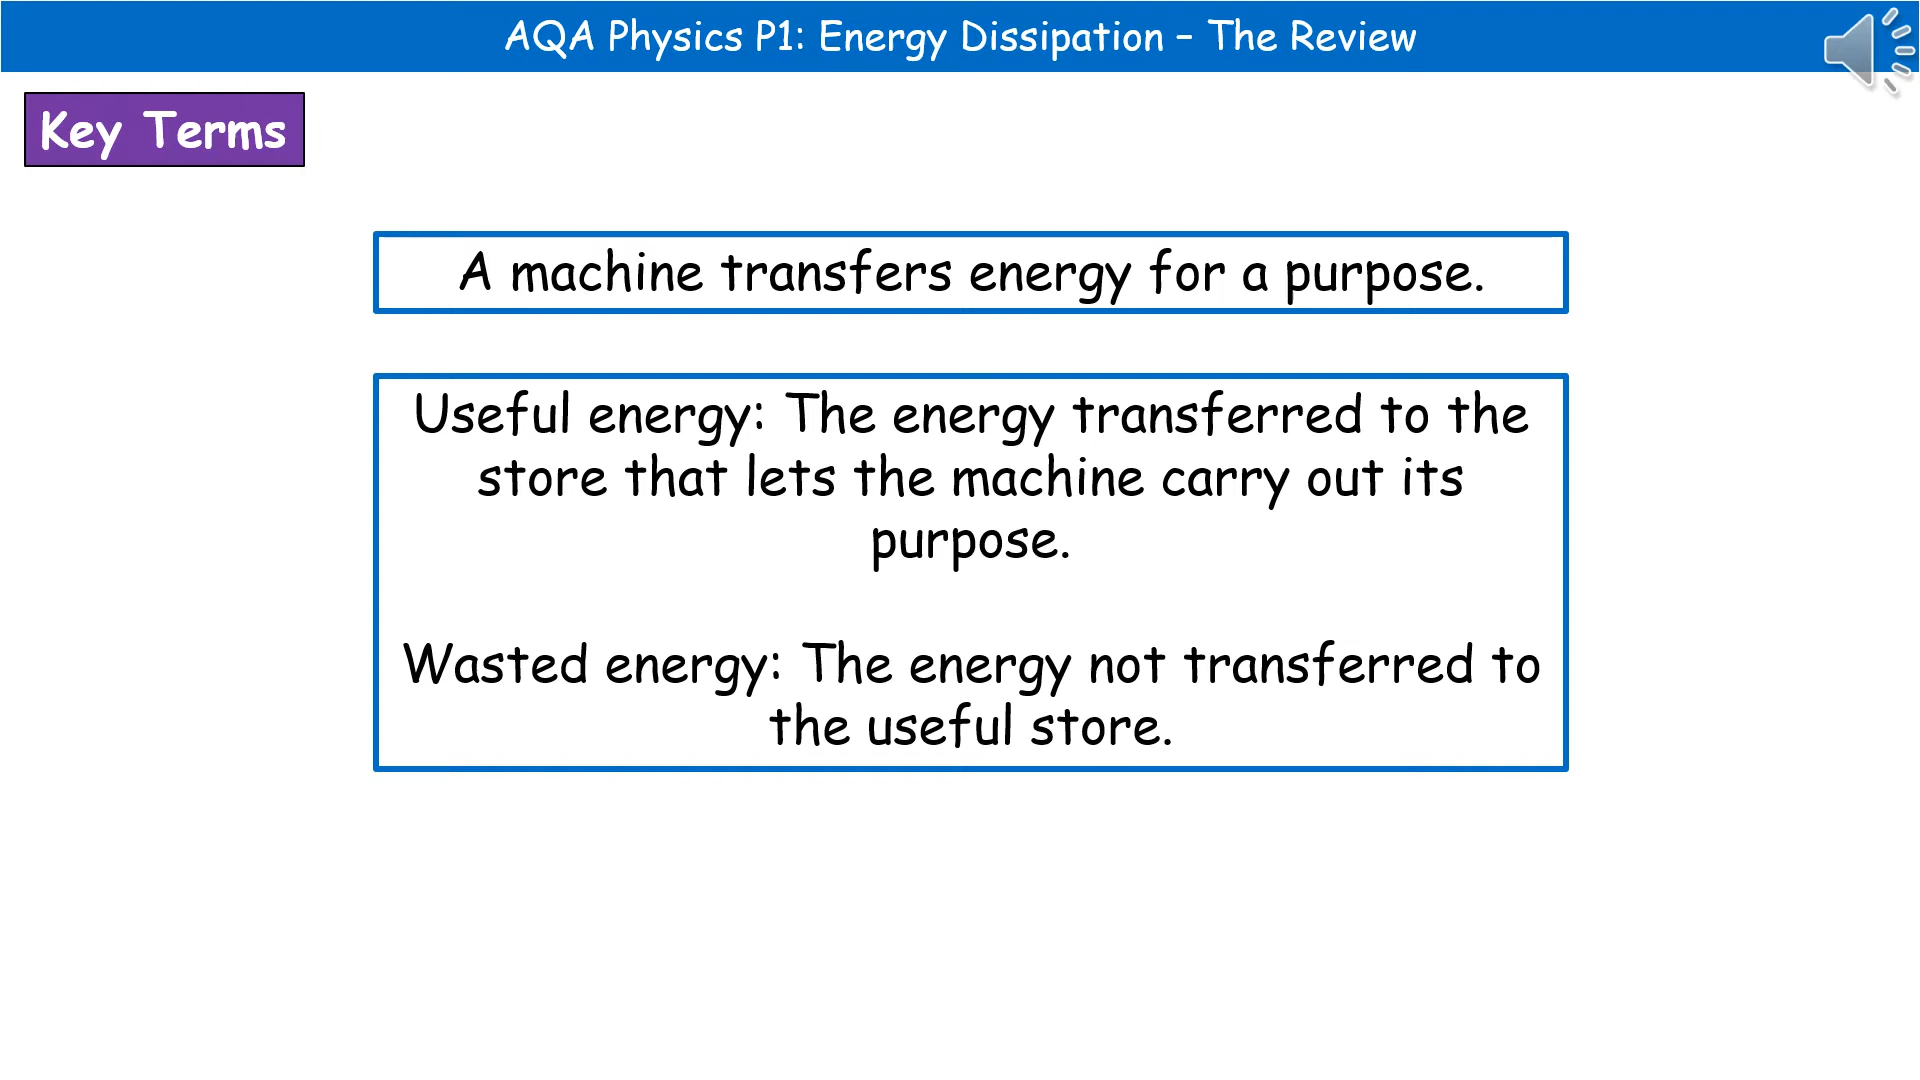 AQA Physics P1: Energy Dissipation – The Review
Key Terms
A machine transfers energy for a purpose.
Useful energy: The energy transferred to the
store that lets the machine carry out its
purpose.
Wasted energy: The energy not transferred to
the useful store.